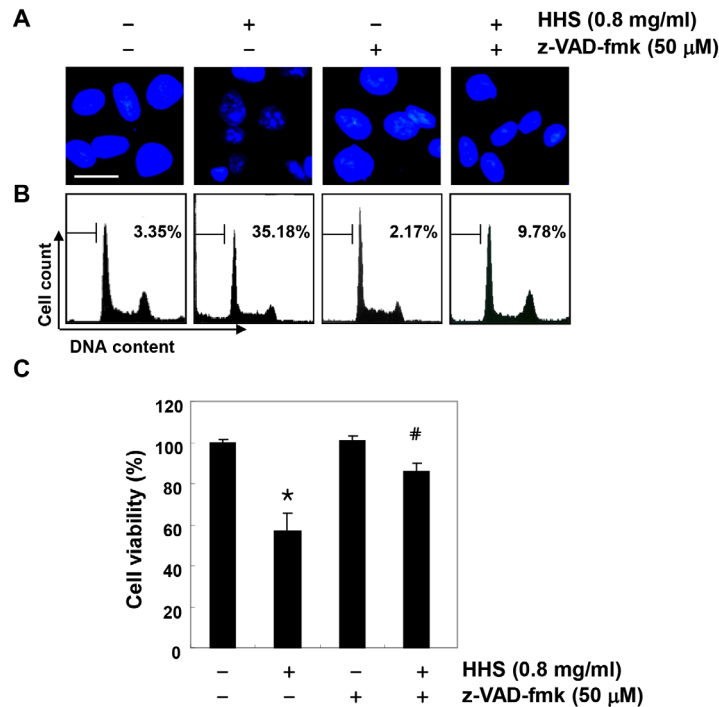 A – + – + HHS (0.8 mg/ml)
– – + + z-VAD-fmk (50 μM)
B
3.35% 35.18% 2.17% 9.78%
Cell count
DNA content
C
120
100
80
60
40
20
0
Cell viability (%)
* #
– + – + HHS (0.8 mg/ml)
– – + + z-VAD-fmk (50 μM)